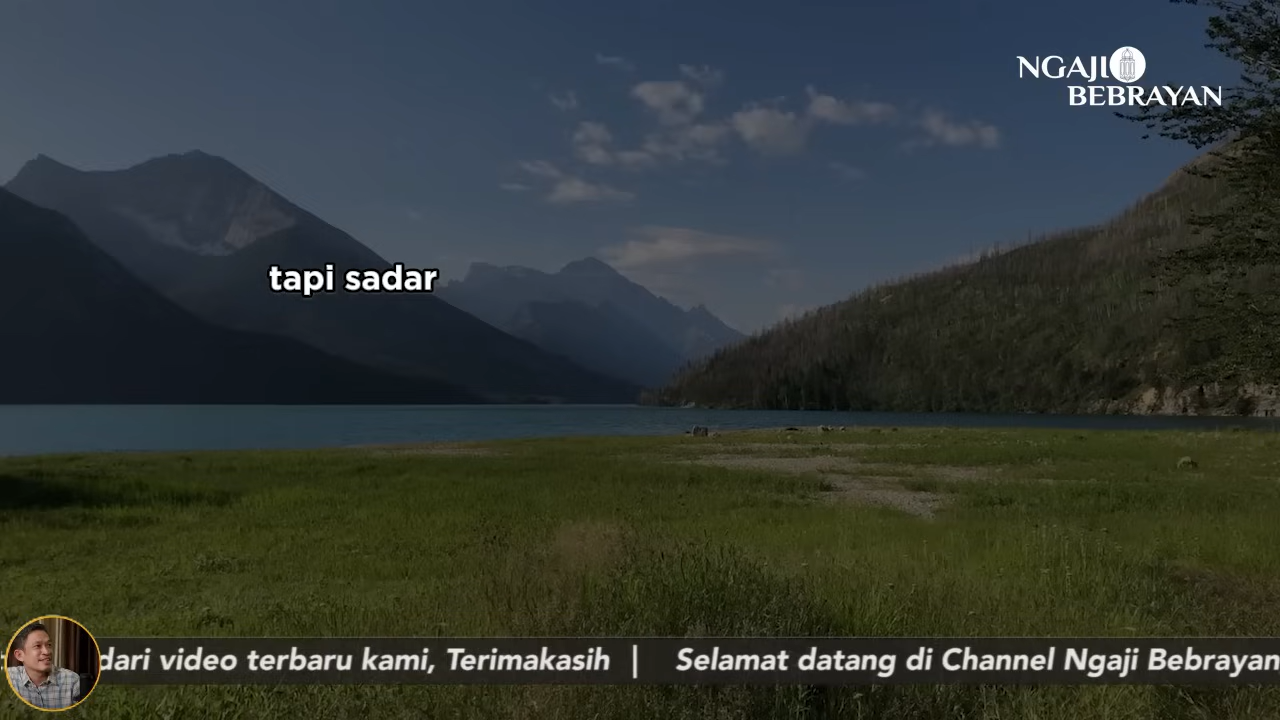 NGAJI
BEBRAYAN
tapi sadar
dari video terbaru kami, Terimakasih | Selamat datang di Channel Ngaji Bebrayan